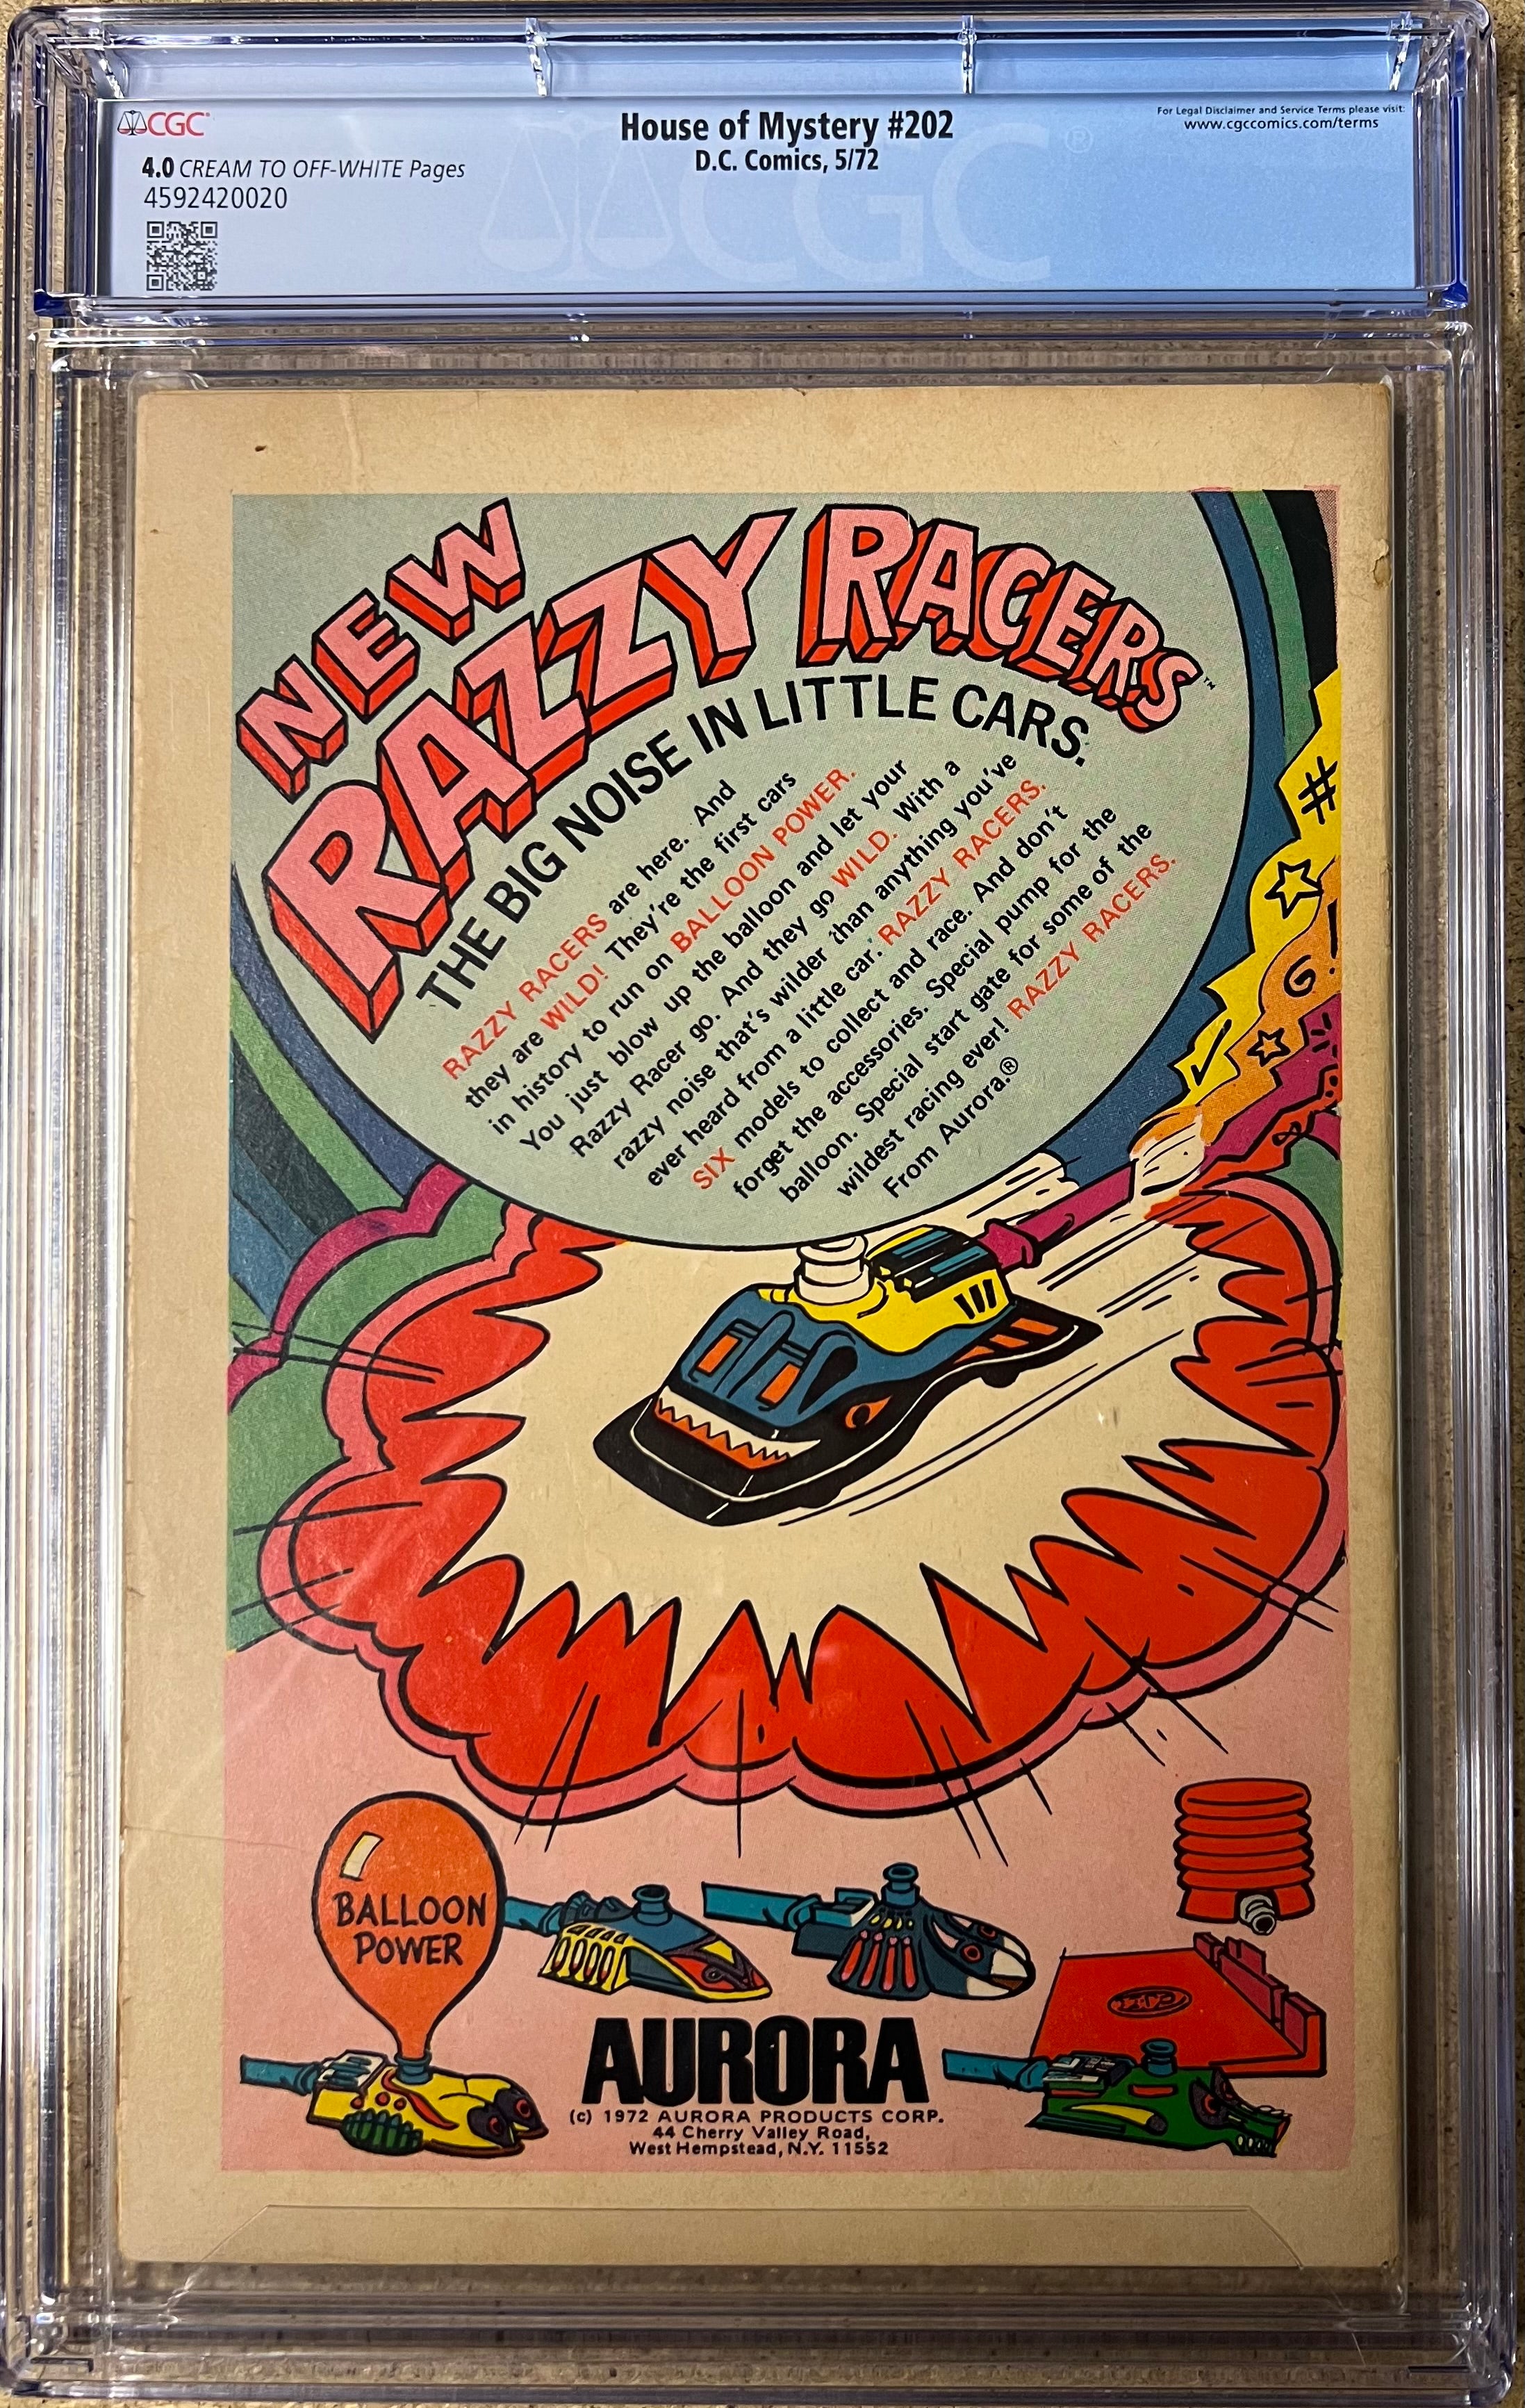 CGC
House of Mystery #202
For Legal Disclaimer and Service Terms please visit:
www.cgccomics.com/terms
D.C. Comics, 5/72
4.0 CREAM TO OFF-WHITE Pages
4592420020
CGC®
NEW
RAZZY RACERS™
THE BIG NOISE IN LITTLE CARS.
RAZZY RACERS are here. And
they are WILD! They're the first cars
in history to run on BALLOON POWER.
You just blow up the balloon and let your
Razzy Racer go. And they go WILD. With a
razzy noise that's wilder than anything you've
ever heard from a little car. RAZZY RACERS.
SIX models to collect and race. And don't
forget the accessories. Special pump for the
balloon. Special start gate for some of the
wildest racing ever! RAZZY RACERS.
From Aurora.®
#
!
G
BALLOON
POWER
AURORA
(c) 1972 AURORA PRODUCTS CORP.
44 Cherry Valley Road,
West Hempstead, N.Y. 11552